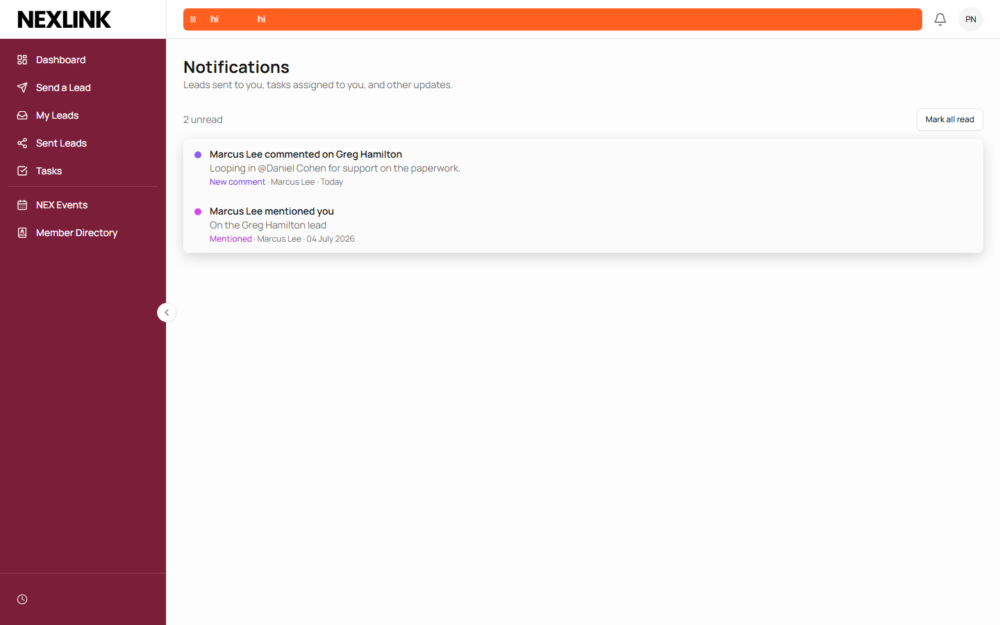 NEXLINK
hi hi
PN
Dashboard
Send a Lead
My Leads
Sent Leads
Tasks
NEX Events
Member Directory
Notifications
Leads sent to you, tasks assigned to you, and other updates.
2 unread
Mark all read
Marcus Lee commented on Greg Hamilton
Looping in @Daniel Cohen for support on the paperwork.
New comment · Marcus Lee · Today
Marcus Lee mentioned you
On the Greg Hamilton lead
Mentioned · Marcus Lee · 04 July 2026